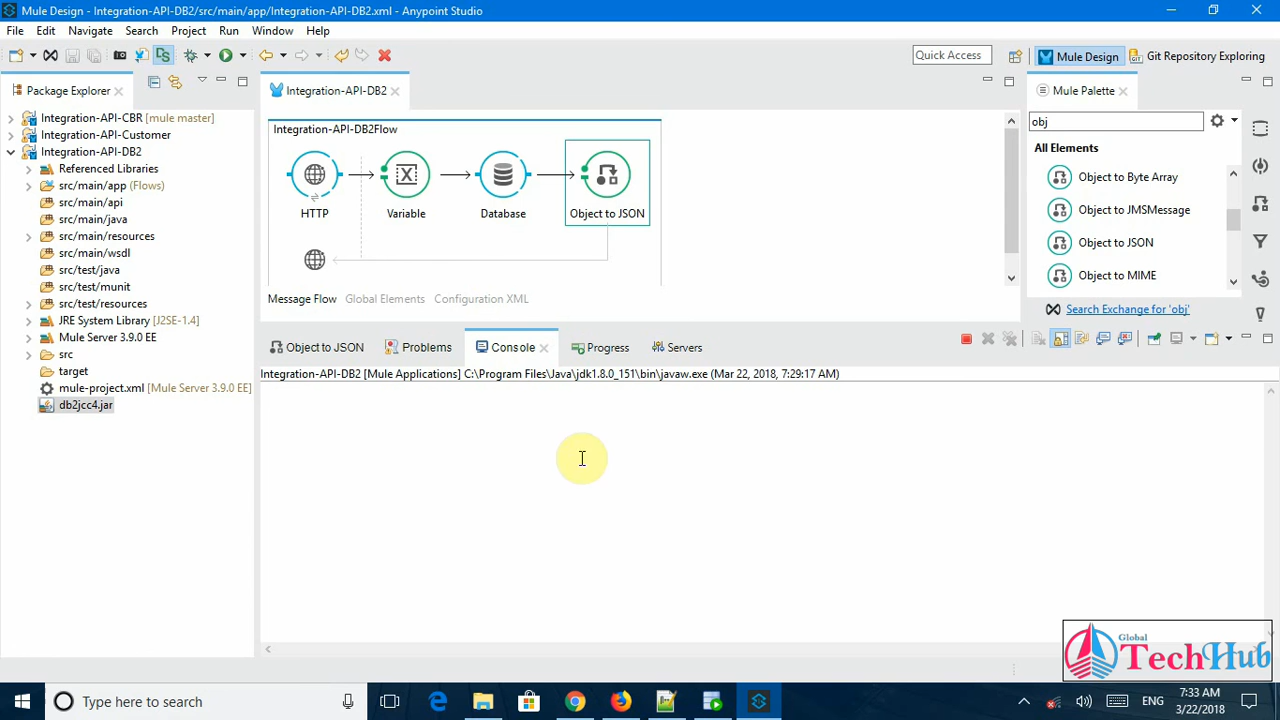 Mule Design - Integration-API-DB2/src/main/app/Integration-API-DB2.xml - Anypoint Studio
File Edit Navigate Search Project Run Window Help
Quick Access
Mule Design
Git Repository Exploring
Package Explorer
Integration-API-CBR [mule master]
Integration-API-Customer
Integration-API-DB2
Referenced Libraries
src/main/app (Flows)
src/main/api
src/main/java
src/main/resources
src/main/wsdl
src/test/java
src/test/munit
src/test/resources
JRE System Library [J2SE-1.4]
Mule Server 3.9.0 EE
src
target
mule-project.xml [Mule Server 3.9.0 EE]
db2jcc4.jar
Integration-API-DB2
Integration-API-DB2Flow
HTTP Variable Database Object to JSON
Message Flow Global Elements Configuration XML
Mule Palette
obj
All Elements
Object to Byte Array
Object to JMSMessage
Object to JSON
Object to MIME
Search Exchange for 'obj'
Object to JSON Problems Console Progress Servers
Integration-API-DB2 [Mule Applications] C:\Program Files\Java\jdk1.8.0_151\bin\javaw.exe (Mar 22, 2018, 7:29:17 AM)
Global
TechHub
Type here to search
ENG
7:33 AM
3/22/2018